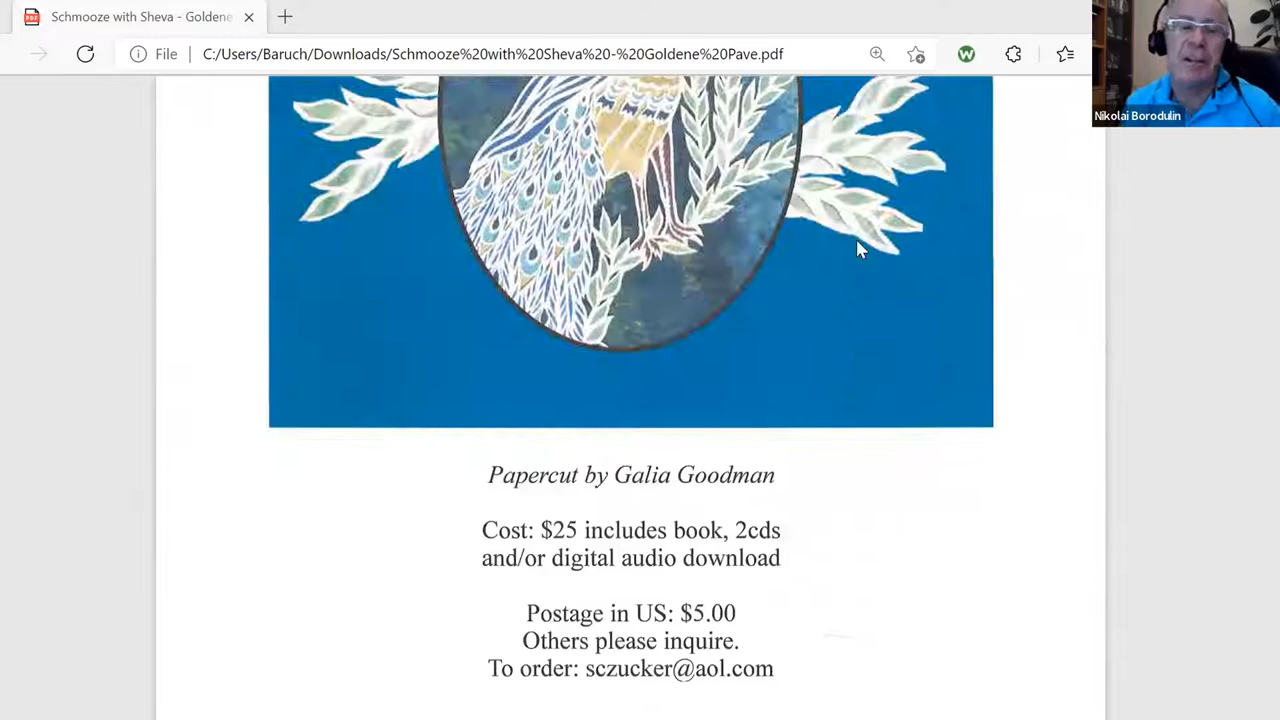 Schmooze with Sheva - Goldene
File
C:/Users/Baruch/Downloads/Schmooze%20with%20Sheva%20-%20Goldene%20Pave.pdf
Nikolai Borodulin
Papercut by Galia Goodman
Cost: $25 includes book, 2cds
and/or digital audio download
Postage in US: $5.00
Others please inquire.
To order: sczucker@aol.com